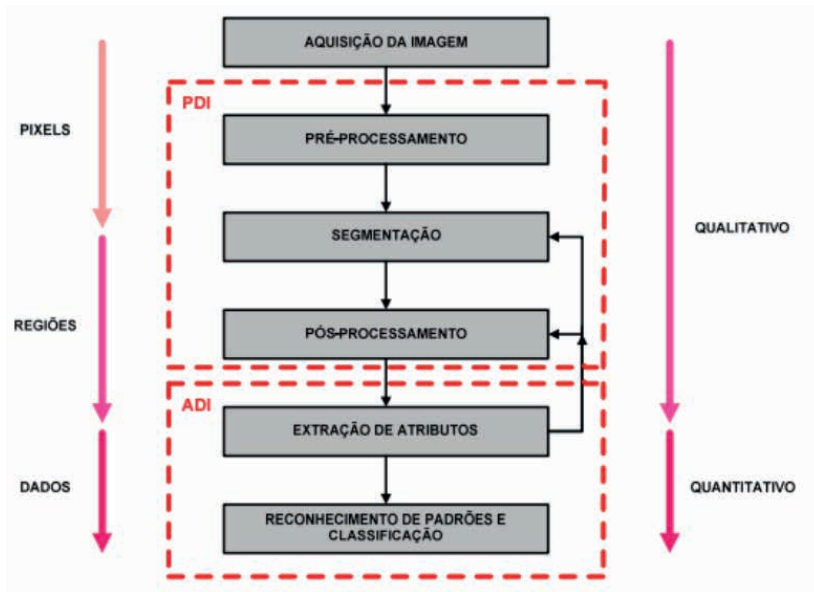 AQUISIÇÃO DA IMAGEM
PDI
PIXELS
PRÉ-PROCESSAMENTO
SEGMENTAÇÃO
QUALITATIVO
REGIÕES
PÓS-PROCESSAMENTO
ADI
EXTRAÇÃO DE ATRIBUTOS
DADOS
QUANTITATIVO
RECONHECIMENTO DE PADRÕES E
CLASSIFICAÇÃO